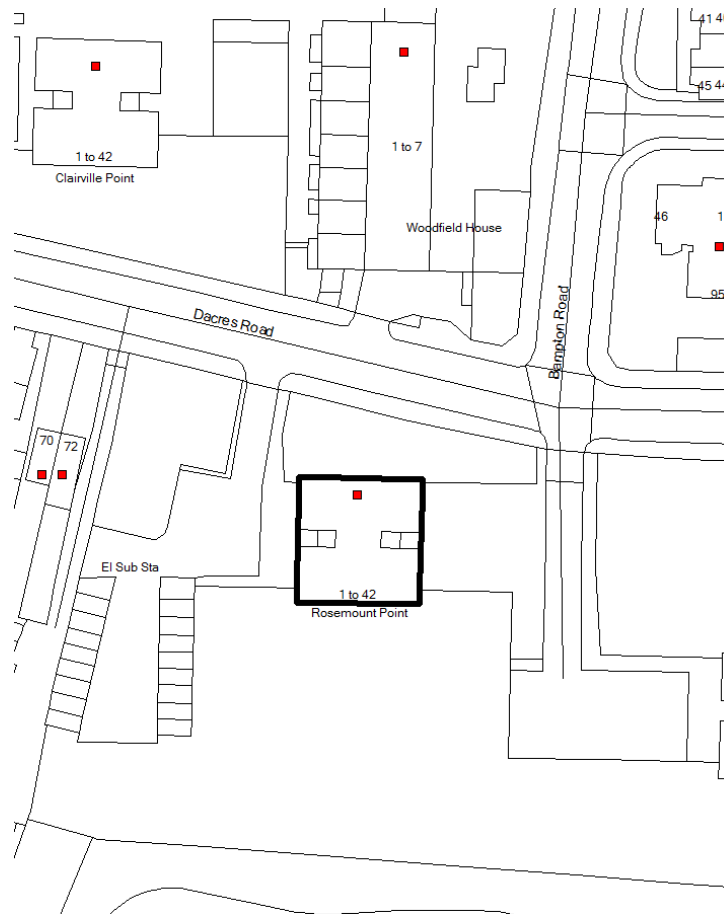 41 4
45 44
1 to 42
Clairville Point
1 to 7
Woodfield House
46
1
95
Dacres Road
Bampton Road
70
72
El Sub Sta
1 to 42
Rosemount Point